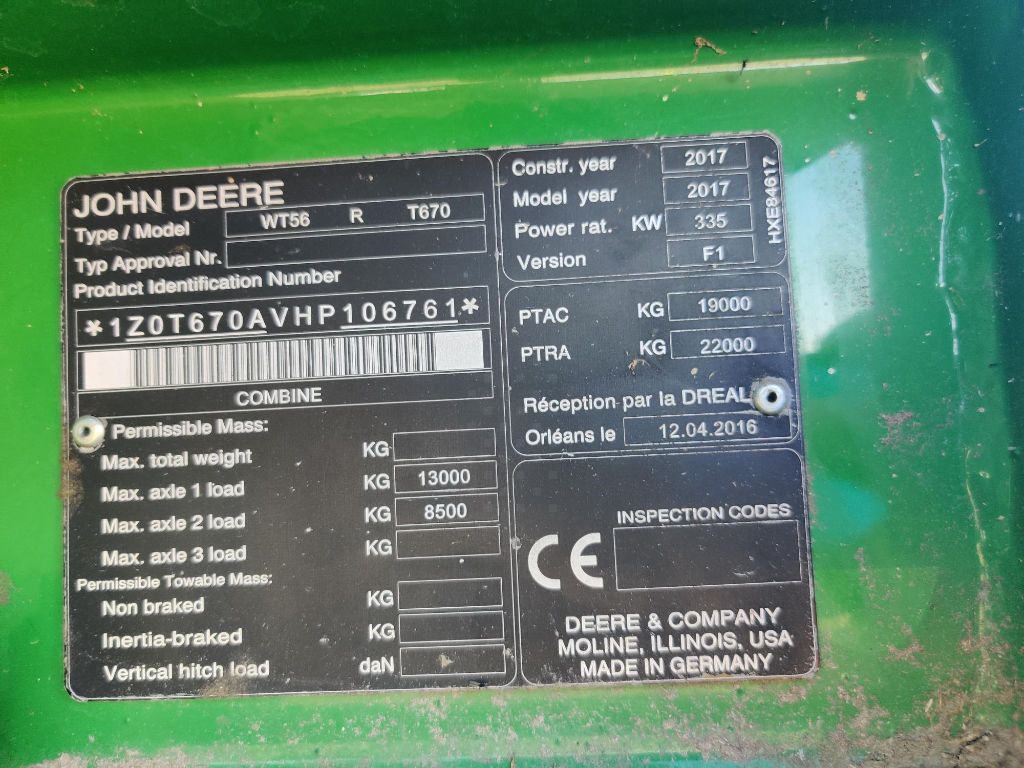 JOHN DEERE
Type / Model WT56 R T670
Typ Approval Nr.
Product Identification Number
*1Z0T670AVHP106761*
COMBINE
Permissible Mass:
Max. total weight KG
Max. axle 1 load KG 13000
Max. axle 2 load KG 8500
Max. axle 3 load KG
Permissible Towable Mass:
Non braked KG
Inertia-braked KG
Vertical hitch load daN
Constr. year 2017
Model year 2017
Power rat. KW 335
Version F1
HXE84617
PTAC KG 19000
PTRA KG 22000
Réception par la DREAL
Orléans le 12.04.2016
INSPECTION CODES
CE
DEERE & COMPANY
MOLINE, ILLINOIS, USA
MADE IN GERMANY